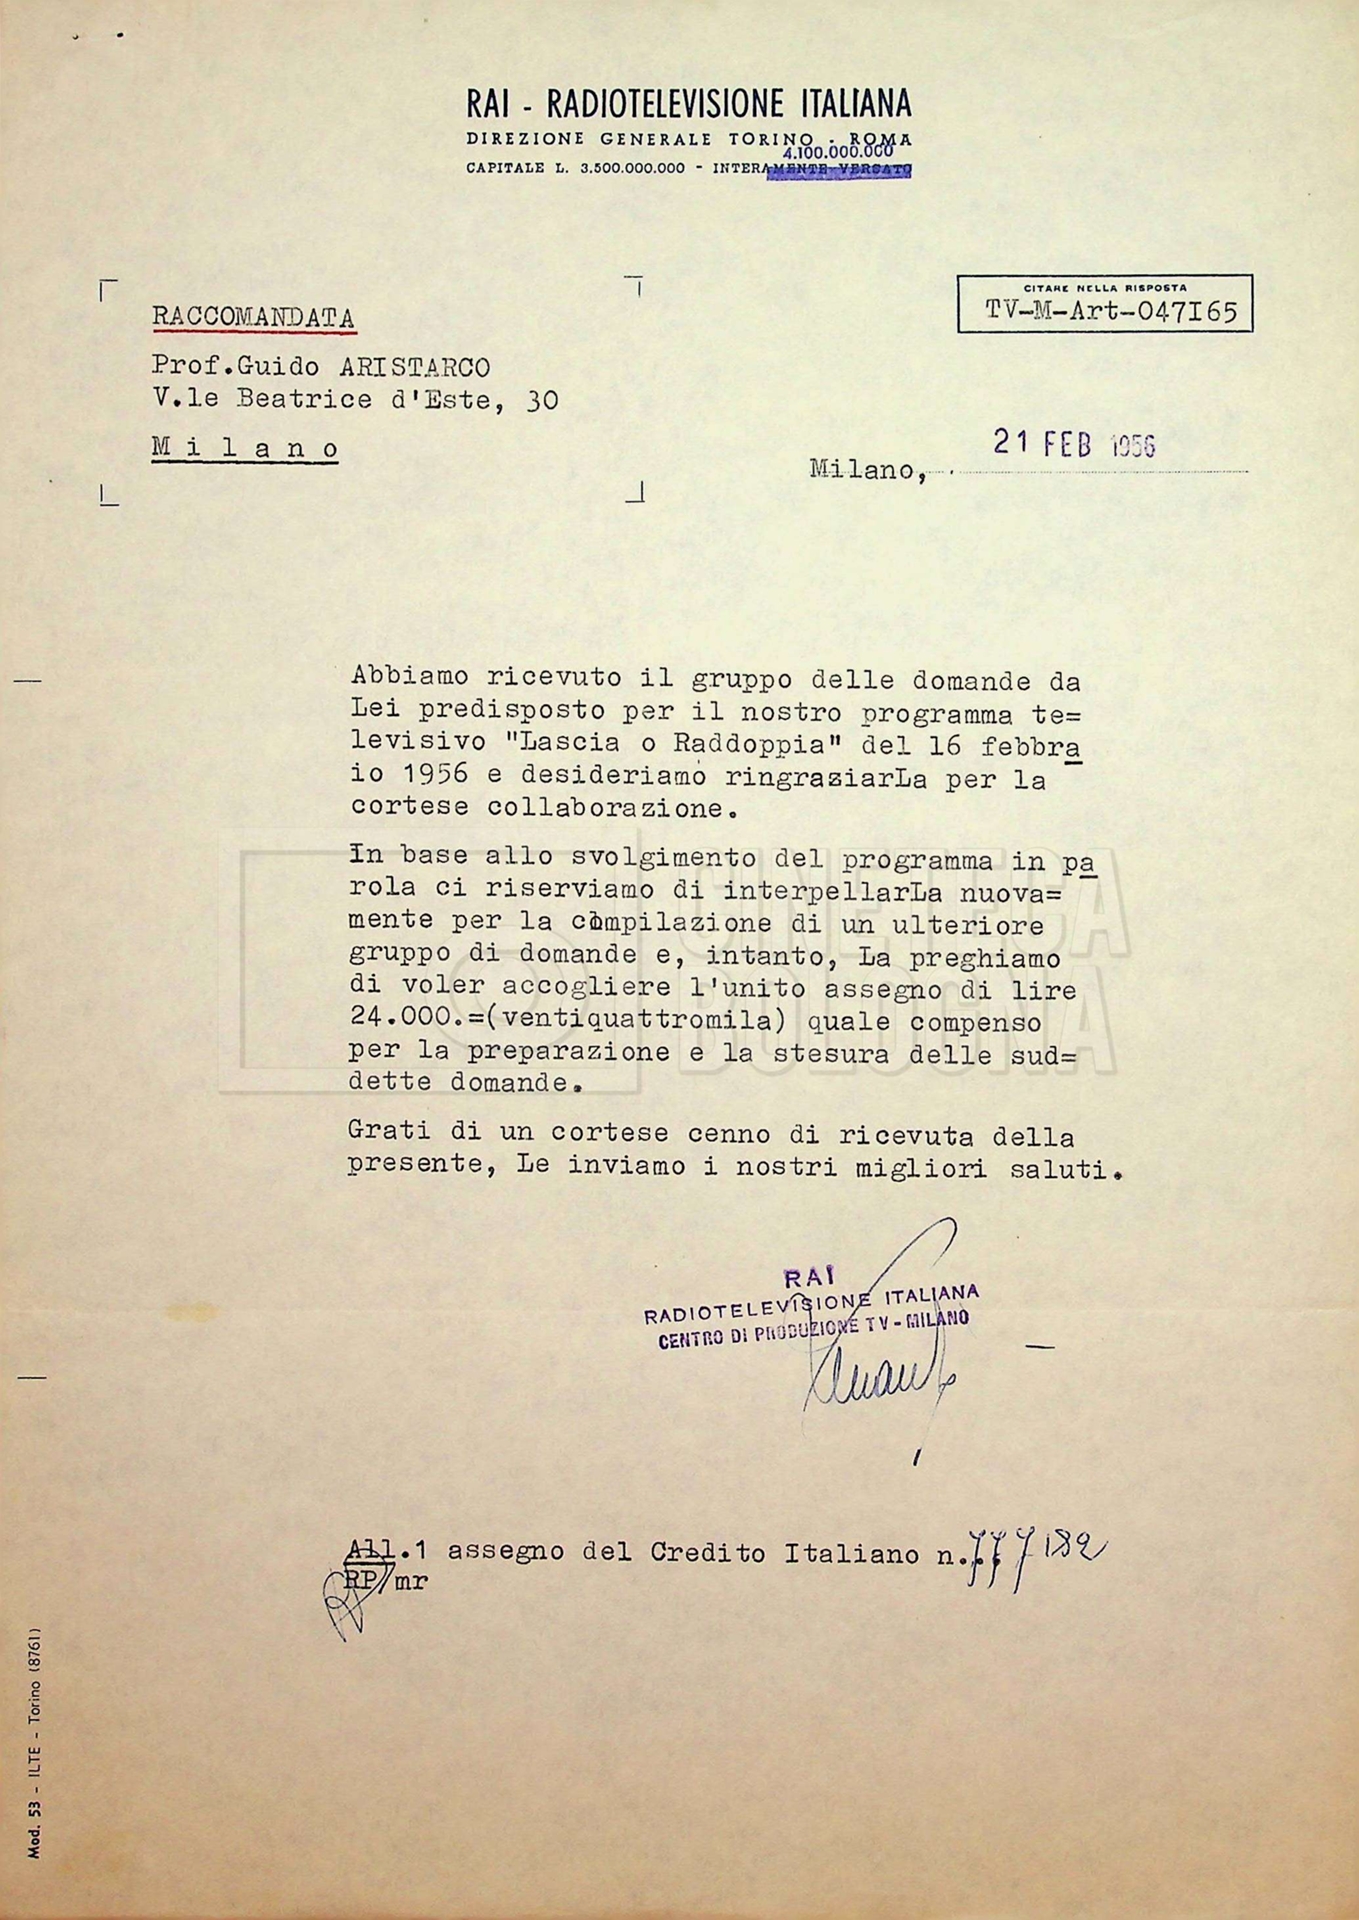 RAI - RADIOTELEVISIONE ITALIANA
DIREZIONE GENERALE TORINO - ROMA
4.100.000.000
CAPITALE L. 3.500.000.000 - INTERAMENTE VERSATO
CITARE NELLA RISPOSTA
TV-M-Art-047I65
RACCOMANDATA
Prof.Guido ARISTARCO
V.le Beatrice d'Este, 30
Milano
Milano, 21 FEB 1956
Abbiamo ricevuto il gruppo delle domande da
Lei predisposto per il nostro programma te=
levisivo "Lascia o Raddoppia" del 16 febbra
io 1956 e desideriamo ringraziarLa per la
cortese collaborazione.
In base allo svolgimento del programma in pa
rola ci riserviamo di interpellarLa nuova=
mente per la compilazione di un ulteriore
gruppo di domande e, intanto, La preghiamo
di voler accogliere l'unito assegno di lire
24.000.=(ventiquattromila) quale compenso
per la preparazione e la stesura delle sud=
dette domande.
Grati di un cortese cenno di ricevuta della
presente, Le inviamo i nostri migliori saluti.
CINETECA
BOLOGNA
RAI
RADIOTELEVISIONE ITALIANA
CENTRO DI PRODUZIONE TV - MILANO
All.1 assegno del Credito Italiano n. 777182
RP/mr
Mod. 53 - ILTE - Torino (8761)